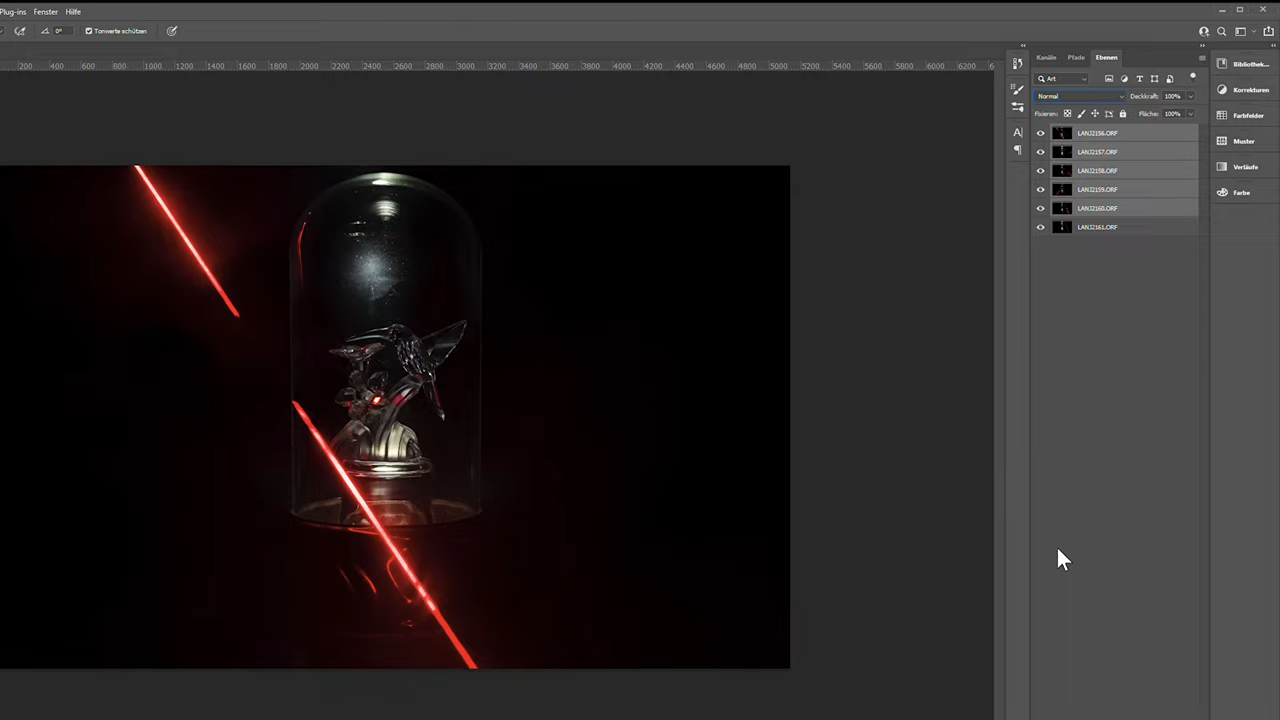 Plug-ins Fenster Hilfe
0° Tonwerte schützen
200 400 600 800 1000 1200 1400 1600 1800 2000 2200 2400 2600 2800 3000 3200 3400 3600 3800 4000 4200 4400 4600 4800 5000 5200 5400 5600 5800 6000 6200 6
Kanäle Pfade Ebenen
Art
Normal Deckkraft: 100%
Fixieren: Fläche: 100%
LANJ2156.ORF
LANJ2157.ORF
LANJ2158.ORF
LANJ2159.ORF
LANJ2160.ORF
LANJ2161.ORF
Bibliothek...
Korrekturen
Farbfelder
Muster
Verläufe
Farbe